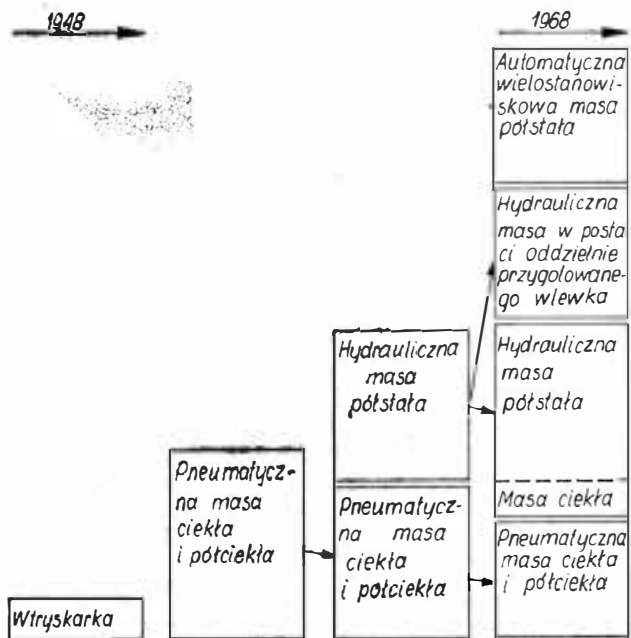 1948
1968
Automatyczna
wielostanowi-
skowa masa
półstała
Hydrauliczna
masa w posta
ci oddzielnie
przygotowane-
go wlewka
Hydrauliczna
masa
półstała
Hydrauliczna
masa
półstała
Masa ciekła
Pneumatycz-
na masa
ciekła
i półciekła
Pneumatycz-
na masa
ciekła
i półciekła
Pneumatyczna
masa ciekła
i półciekła
Wtryskarka